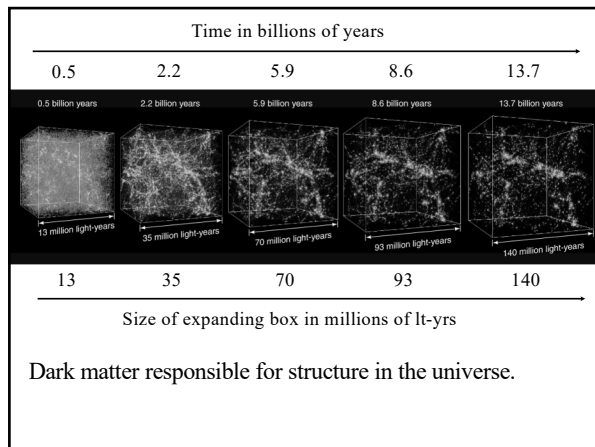 Time in billions of years
0.5 2.2 5.9 8.6 13.7
0.5 billion years 2.2 billion years 5.9 billion years 8.6 billion years 13.7 billion years
13 million light-years 35 million light-years 70 million light-years 93 million light-years 140 million light-years
13 35 70 93 140
Size of expanding box in millions of lt-yrs
Dark matter responsible for structure in the universe.